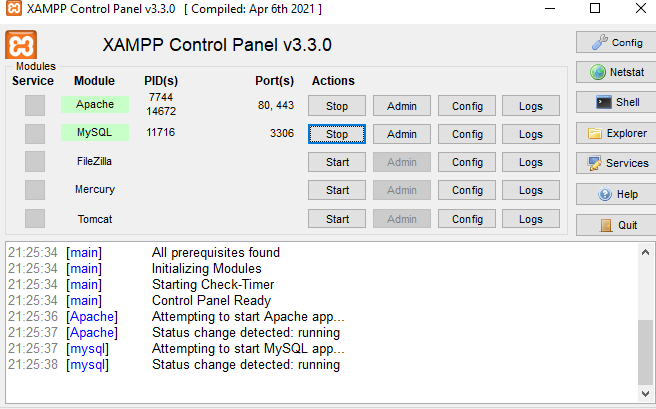 XAMPP Control Panel v3.3.0 [ Compiled: Apr 6th 2021 ]
XAMPP Control Panel v3.3.0
Config
Modules
Service Module PID(s) Port(s) Actions
Netstat
Apache 7744 14672 80, 443 Stop Admin Config Logs
Shell
MySQL 11716 3306 Stop Admin Config Logs
Explorer
FileZilla Start Admin Config Logs
Services
Mercury Start Admin Config Logs
Help
Tomcat Start Admin Config Logs
Quit
21:25:34 [main] All prerequisites found
21:25:34 [main] Initializing Modules
21:25:34 [main] Starting Check-Timer
21:25:34 [main] Control Panel Ready
21:25:36 [Apache] Attempting to start Apache app...
21:25:37 [Apache] Status change detected: running
21:25:37 [mysql] Attempting to start MySQL app...
21:25:38 [mysql] Status change detected: running